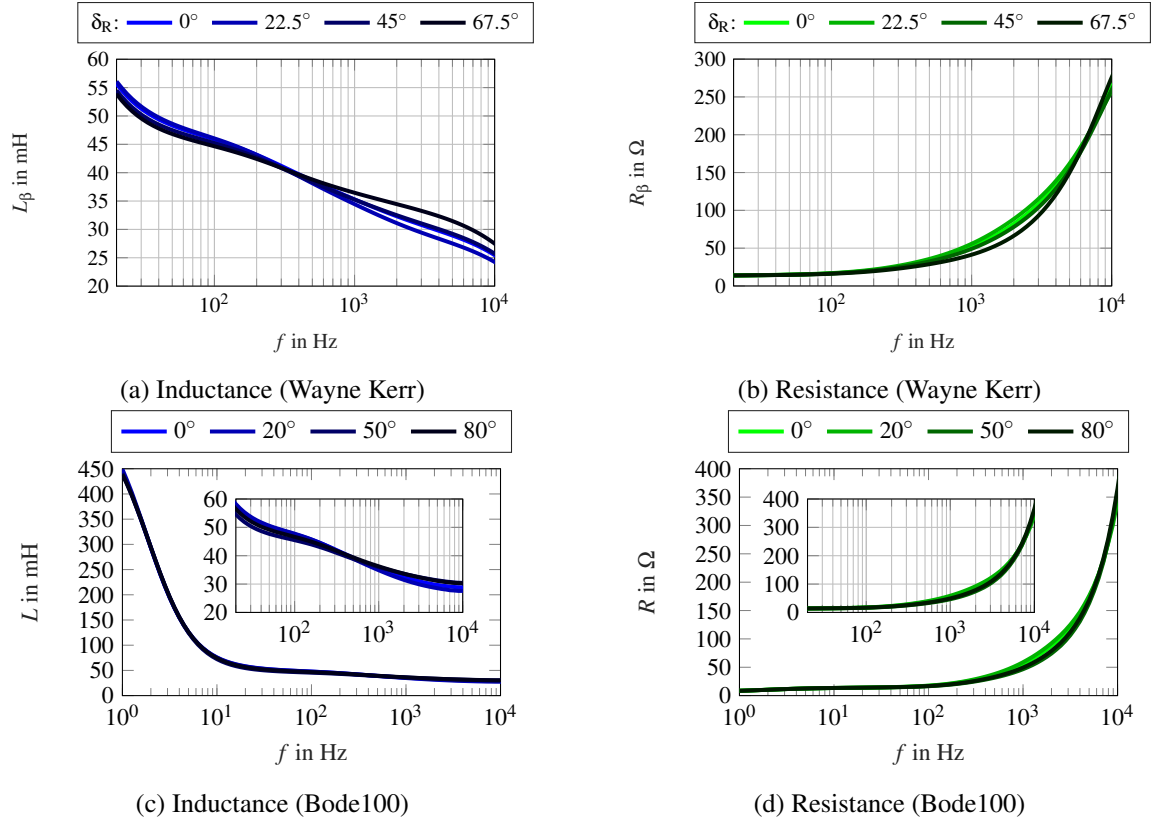 δR: 0° 22.5° 45° 67.5°
60
55
50
45
40
35
30
25
20
Lβ in mH
10² 10³ 10⁴
f in Hz
(a) Inductance (Wayne Kerr)
δR: 0° 22.5° 45° 67.5°
300
250
200
150
100
50
0
Rβ in Ω
10² 10³ 10⁴
f in Hz
(b) Resistance (Wayne Kerr)
0° 20° 50° 80°
450
400
350
300
250
200
150
100
50
0
L in mH
60
50
40
30
20
10² 10³ 10⁴
10⁰ 10¹ 10² 10³ 10⁴
f in Hz
(c) Inductance (Bode100)
0° 20° 50° 80°
400
350
300
250
200
150
100
50
0
R in Ω
400
300
200
100
0
10² 10³ 10⁴
10⁰ 10¹ 10² 10³ 10⁴
f in Hz
(d) Resistance (Bode100)